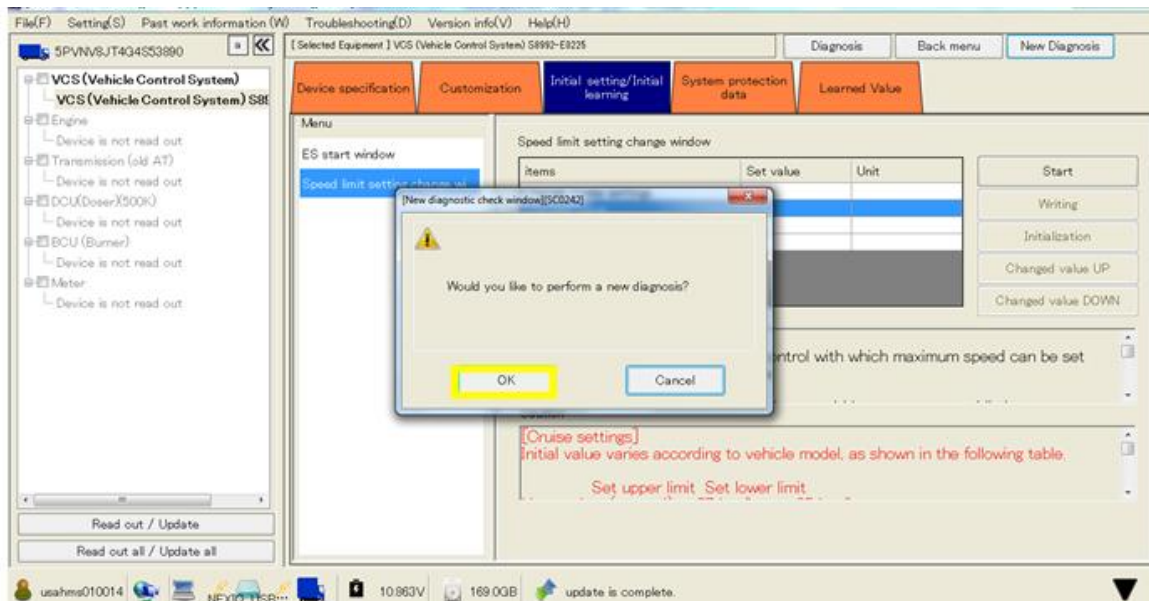 File(F) Setting(S) Past work information (W) Troubleshooting(D) Version info(V) Help(H)
5PVNV8JT4G4S53890
[ Selected Equipment ] VCS (Vehicle Control System) S8992-E0225
Diagnosis
Back menu
New Diagnosis
VCS (Vehicle Control System)
VCS (Vehicle Control System) S89
Engine
Device is not read out
Transmission (old AT)
Device is not read out
DCU(Doser)(500K)
Device is not read out
BCU (Burner)
Device is not read out
Meter
Device is not read out
Read out / Update
Read out all / Update all
Device specification
Customization
Initial setting/Initial
learning
System protection
data
Learned Value
Menu
ES start window
Speed limit setting change wi
Speed limit setting change window
items Set value Unit
Start
Writing
Initialization
Changed value UP
Changed value DOWN
[New diagnostic check window][SC0242]
Would you like to perform a new diagnosis?
OK
Cancel
control with which maximum speed can be set
[Cruise settings]
Initial value varies according to vehicle model, as shown in the following table.
Set upper limit Set lower limit
usahms010014
10.963V
169.0GB
update is complete.